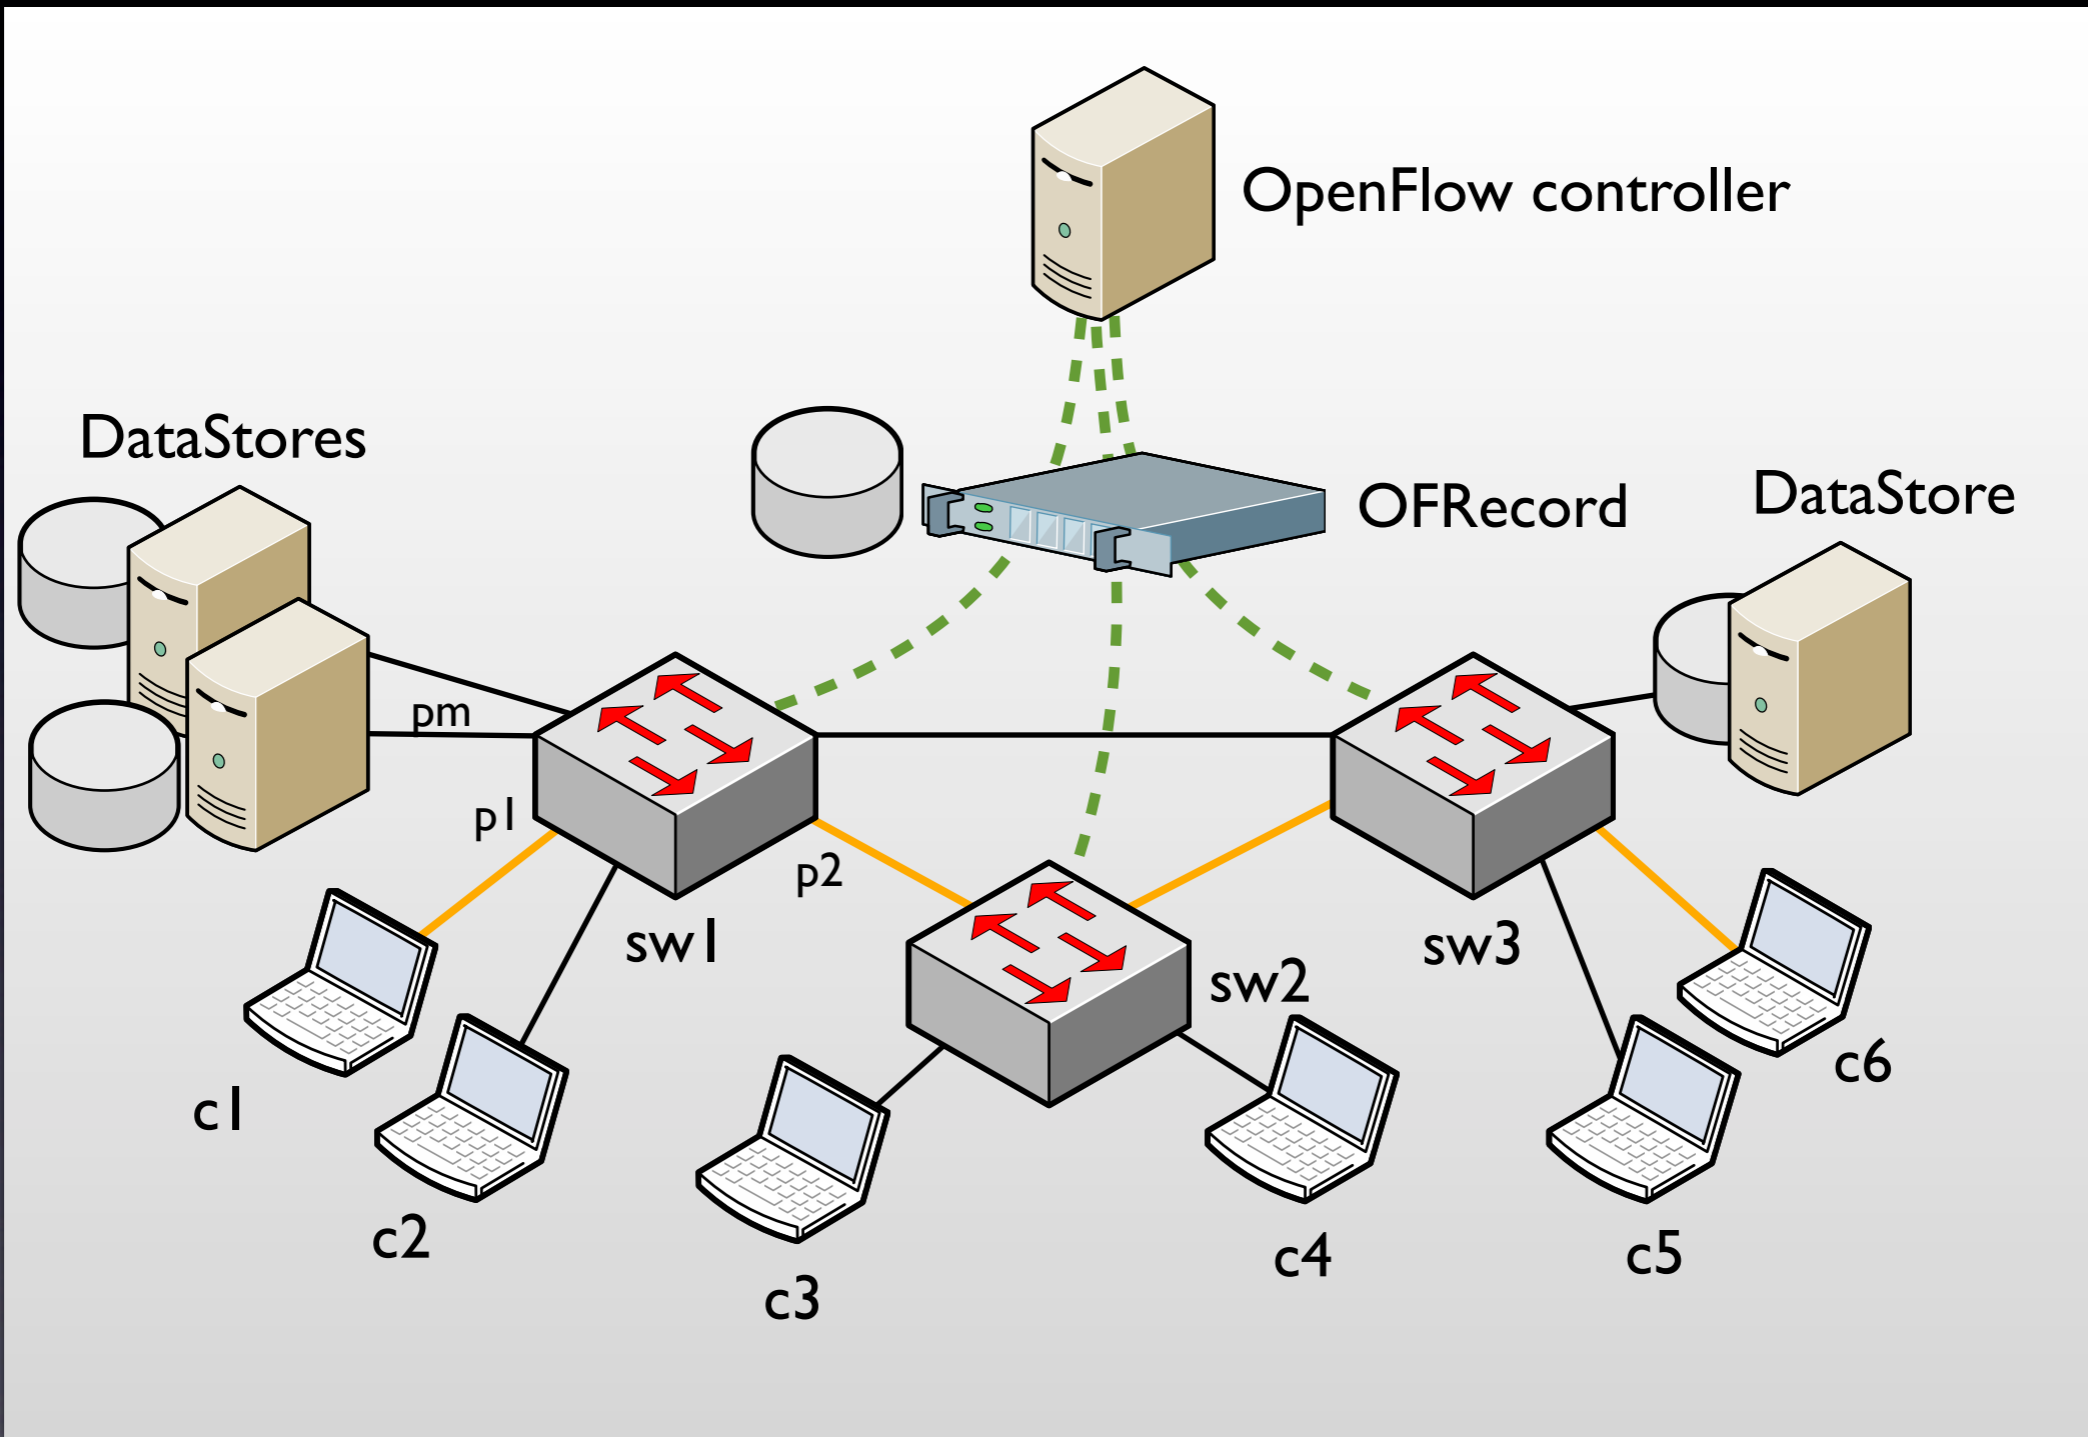 OpenFlow controller
DataStores
OFRecord
DataStore
pm
p1
p2
sw1
sw2
sw3
c1
c2
c3
c4
c5
c6